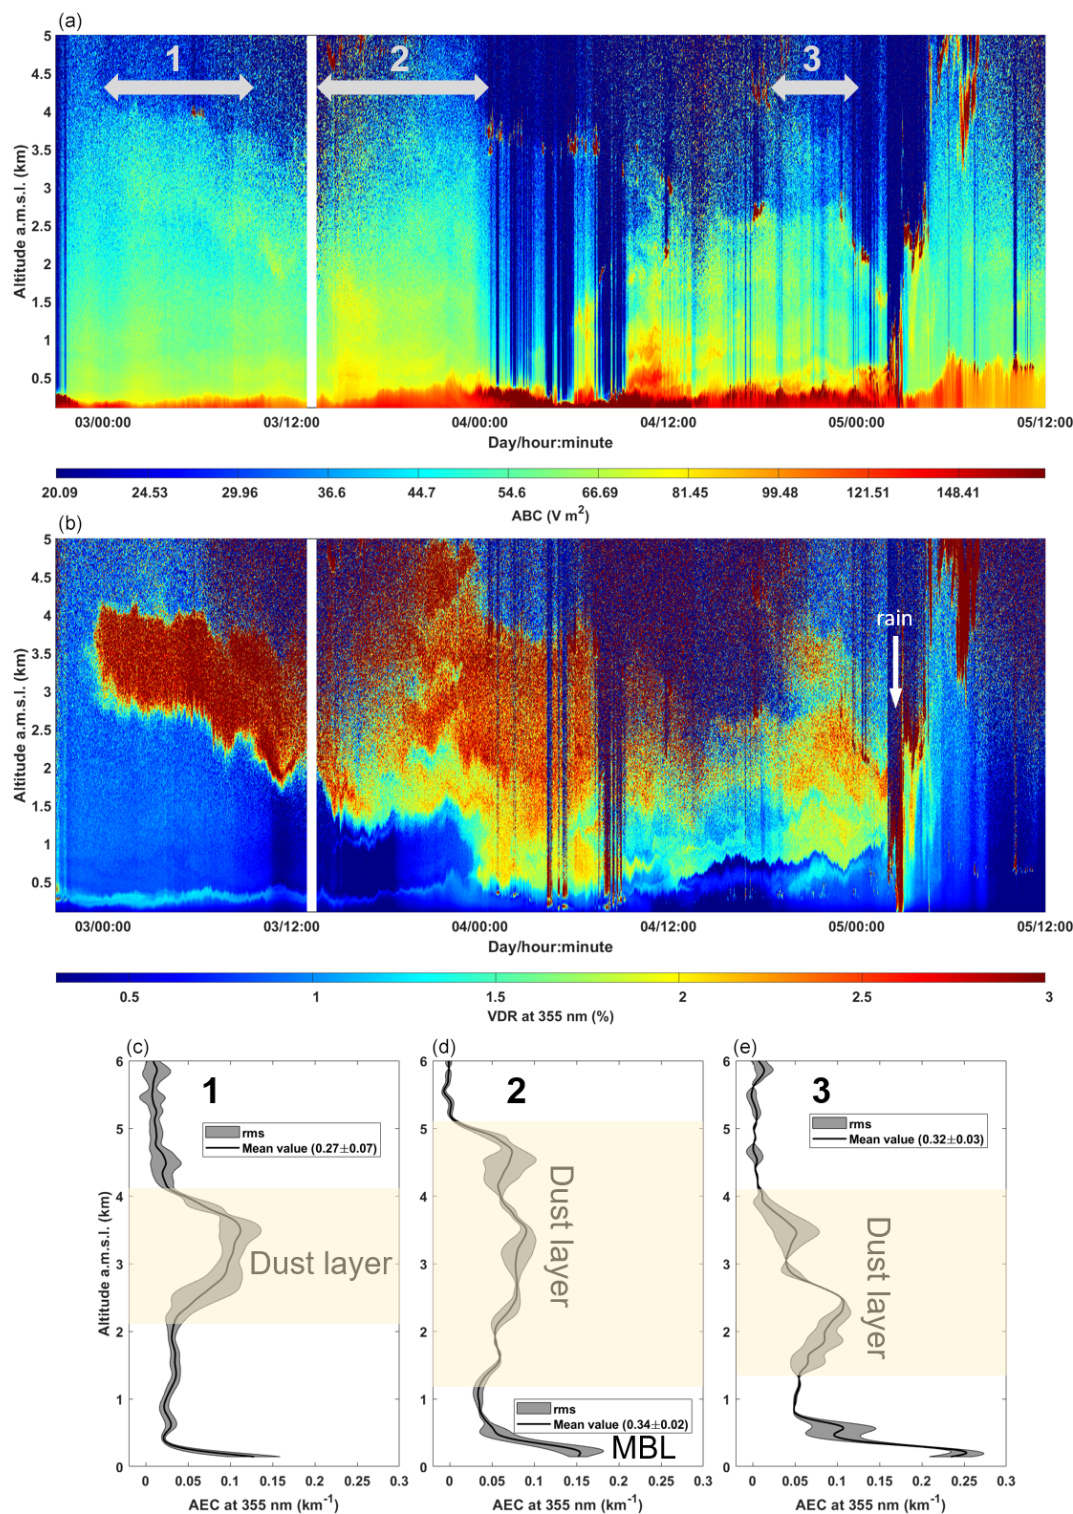 (a)
1
2
3
5
4.5
4
3.5
3
2.5
2
1.5
1
0.5
Altitude a.m.s.l. (km)
03/00:00 03/12:00 04/00:00 04/12:00 05/00:00 05/12:00
Day/hour:minute
20.09 24.53 29.96 36.6 44.7 54.6 66.69 81.45 99.48 121.51 148.41
ABC (V m²)
(b)
rain
5
4.5
4
3.5
3
2.5
2
1.5
1
0.5
Altitude a.m.s.l. (km)
03/00:00 03/12:00 04/00:00 04/12:00 05/00:00 05/12:00
Day/hour:minute
0.5 1 1.5 2 2.5 3
VDR at 355 nm (%)
(c)
1
rms
Mean value (0.27±0.07)
Dust layer
6
5
4
3
2
1
0
Altitude a.m.s.l. (km)
0 0.05 0.1 0.15 0.2 0.25 0.3
AEC at 355 nm (km⁻¹)
(d)
2
Dust layer
rms
Mean value (0.34±0.02)
MBL
6
5
4
3
2
1
0
0 0.05 0.1 0.15 0.2 0.25 0.3
AEC at 355 nm (km⁻¹)
(e)
3
rms
Mean value (0.32±0.03)
Dust layer
6
5
4
3
2
1
0
0 0.05 0.1 0.15 0.2 0.25 0.3
AEC at 355 nm (km⁻¹)